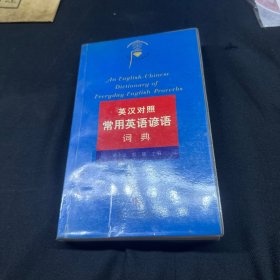 An English-Chinese
Dictionary of
Everyday English Proverbs
英汉对照
常用英语谚语
词典